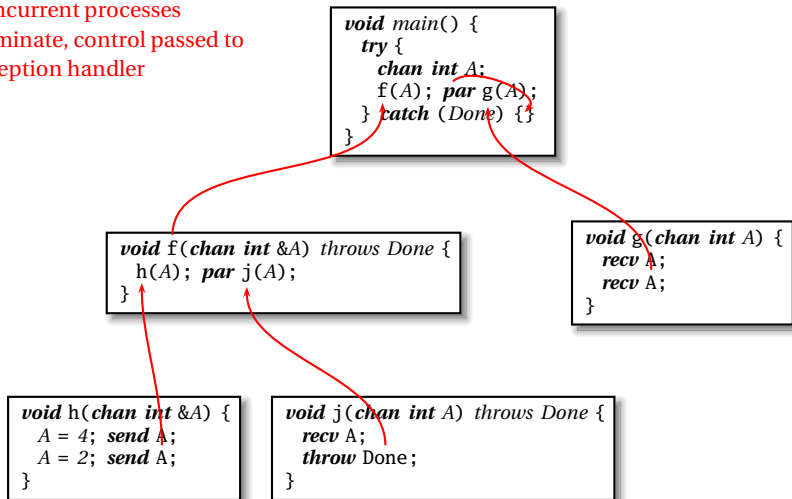 ncurrent processes
minate, control passed to
eption handler
void main() {
try {
chan int A;
f(A); par g(A);
} catch (Done) {}
}
void f(chan int &A) throws Done {
h(A); par j(A);
}
void g(chan int A) {
recv A;
recv A;
}
void h(chan int &A) {
A = 4; send A;
A = 2; send A;
}
void j(chan int A) throws Done {
recv A;
throw Done;
}